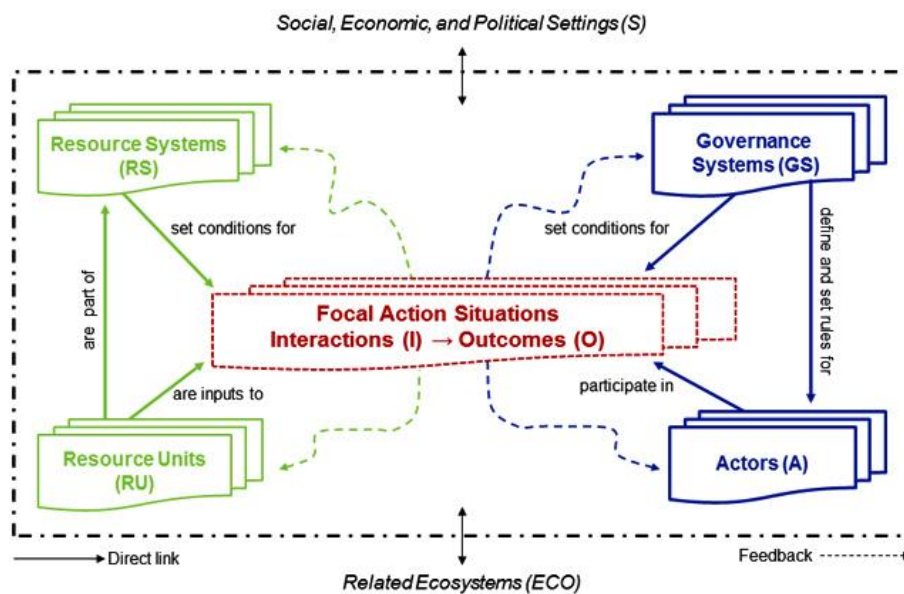 Social, Economic, and Political Settings (S)
Resource Systems
(RS)
Governance
Systems (GS)
set conditions for
set conditions for
are part of
define and set rules for
Focal Action Situations
Interactions (I) → Outcomes (O)
are inputs to
participate in
Resource Units
(RU)
Actors (A)
Direct link
Feedback
Related Ecosystems (ECO)